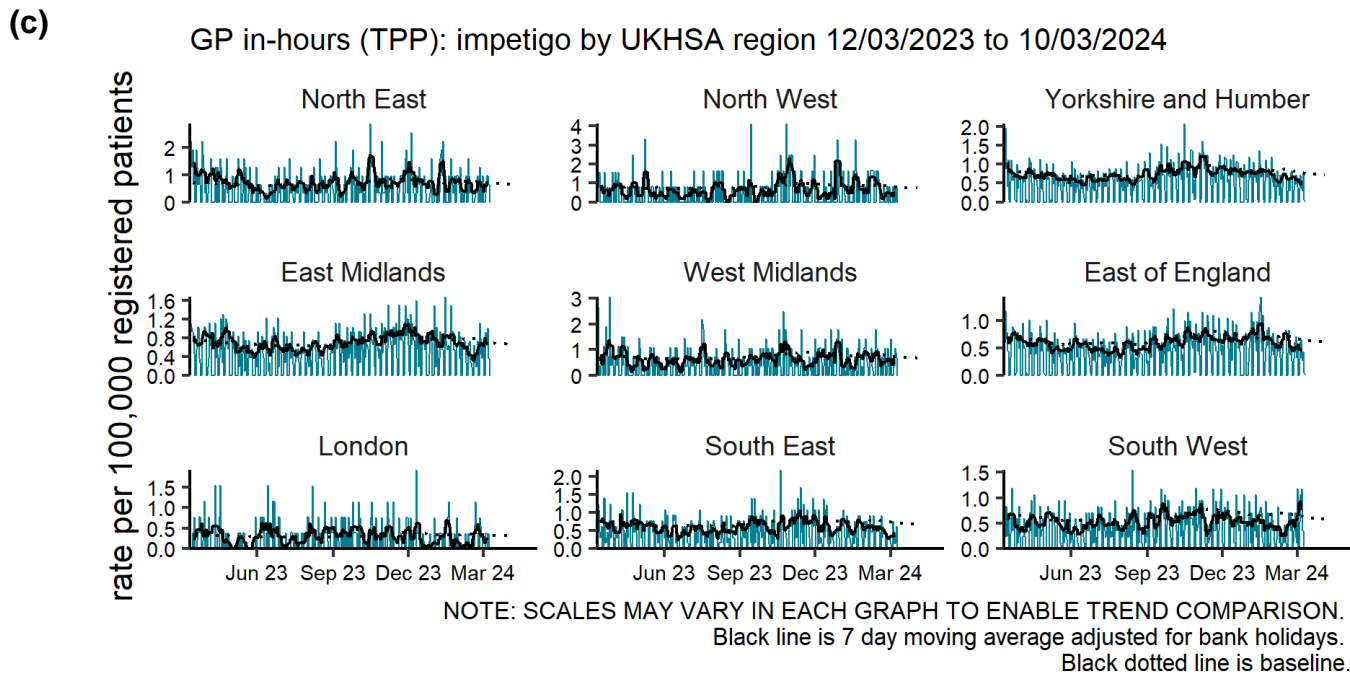 (c)
GP in-hours (TPP): impetigo by UKHSA region 12/03/2023 to 10/03/2024
rate per 100,000 registered patients
North East
2
1
0
North West
4
3
2
1
0
Yorkshire and Humber
2.0
1.5
1.0
0.5
0.0
East Midlands
1.6
1.2
0.8
0.4
0.0
West Midlands
3
2
1
0
East of England
1.0
0.5
0.0
London
1.5
1.0
0.5
0.0
Jun 23 Sep 23 Dec 23 Mar 24
South East
2.0
1.5
1.0
0.5
0.0
Jun 23 Sep 23 Dec 23 Mar 24
South West
1.5
1.0
0.5
0.0
Jun 23 Sep 23 Dec 23 Mar 24
NOTE: SCALES MAY VARY IN EACH GRAPH TO ENABLE TREND COMPARISON.
Black line is 7 day moving average adjusted for bank holidays.
Black dotted line is baseline.